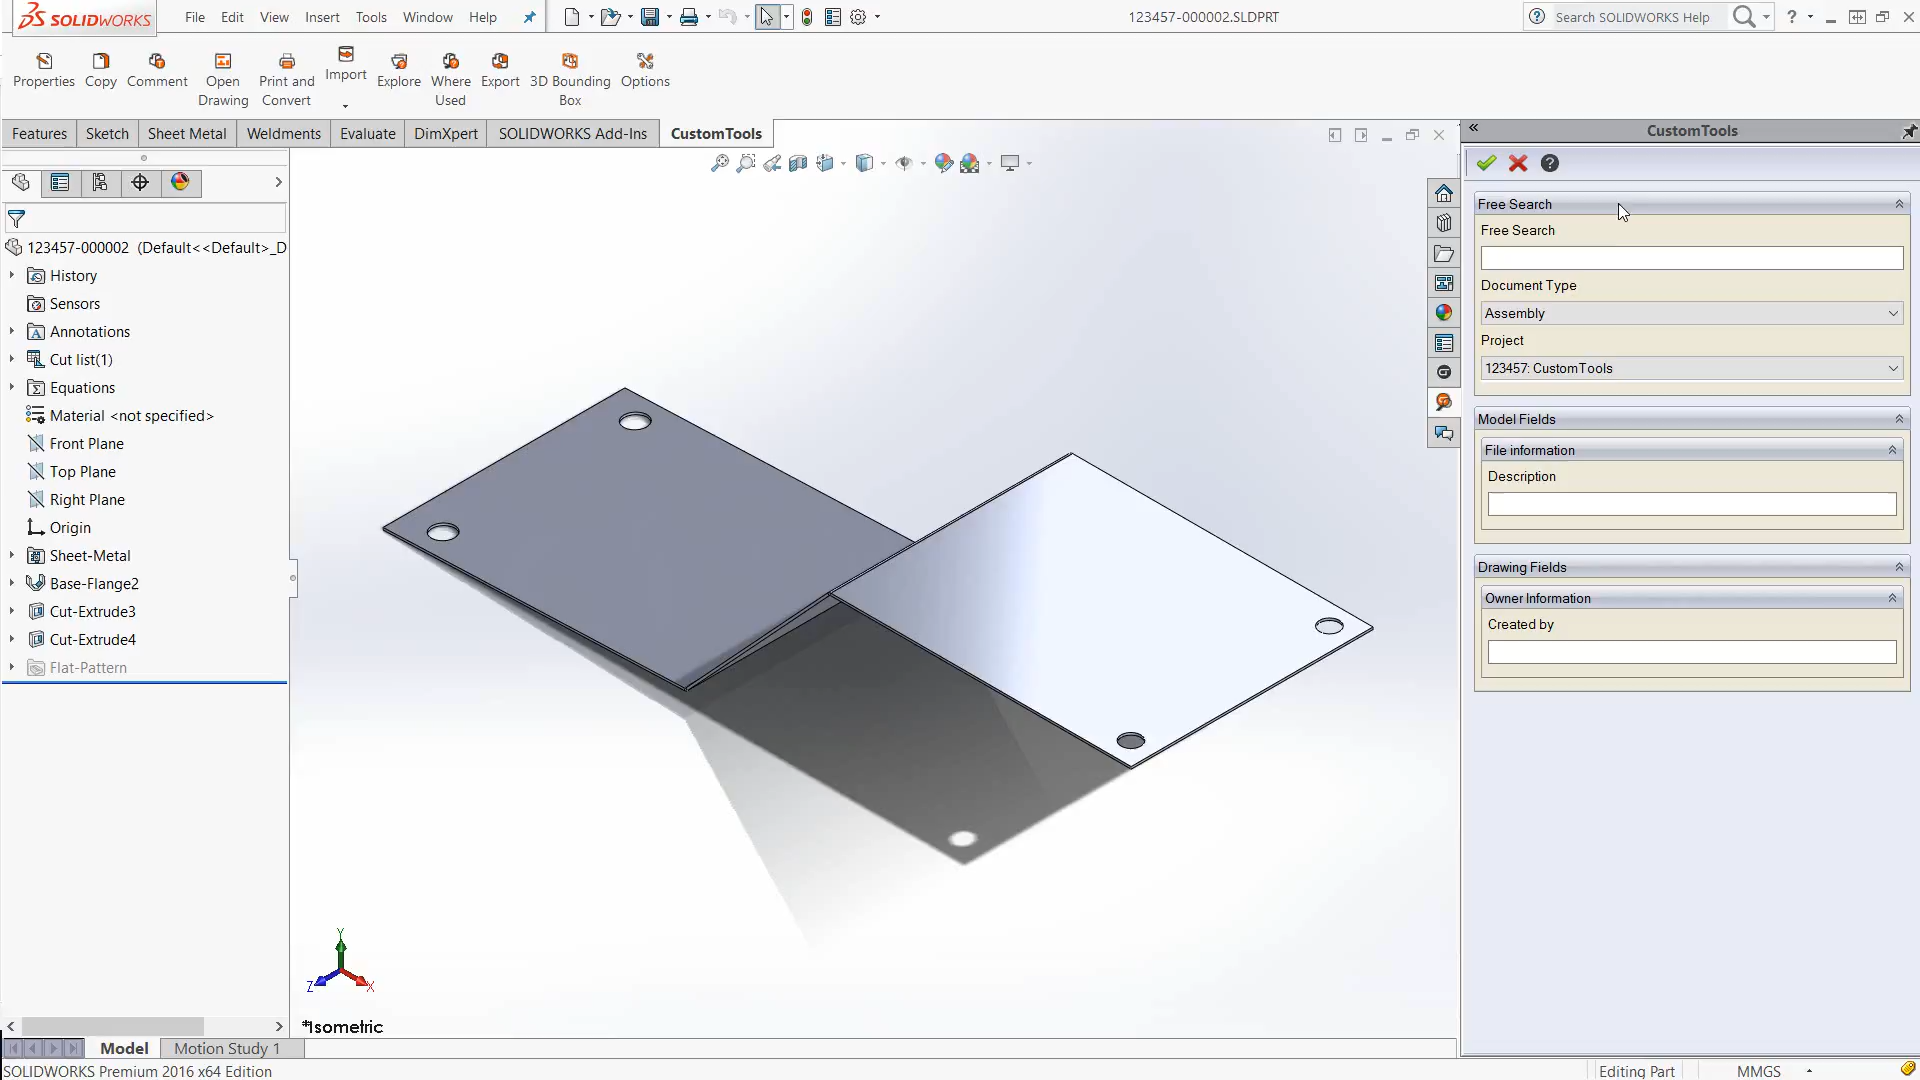 SOLIDWORKS
File Edit View Insert Tools Window Help
123457-000002.SLDPRT
Search SOLIDWORKS Help
Properties
Copy
Comment
Open
Drawing
Print and
Convert
Import
Explore
Where
Used
Export
3D Bounding
Box
Options
Features
Sketch
Sheet Metal
Weldments
Evaluate
DimXpert
SOLIDWORKS Add-Ins
CustomTools
123457-000002 (Default<<Default>_D
History
Sensors
Annotations
Cut list(1)
Equations
Material <not specified>
Front Plane
Top Plane
Right Plane
Origin
Sheet-Metal
Base-Flange2
Cut-Extrude3
Cut-Extrude4
Flat-Pattern
Y
Z
X
*Isometric
CustomTools
Free Search
Free Search
Document Type
Assembly
Project
123457: CustomTools
Model Fields
File information
Description
Drawing Fields
Owner Information
Created by
Model
Motion Study 1
SOLIDWORKS Premium 2016 x64 Edition
Editing Part
MMGS